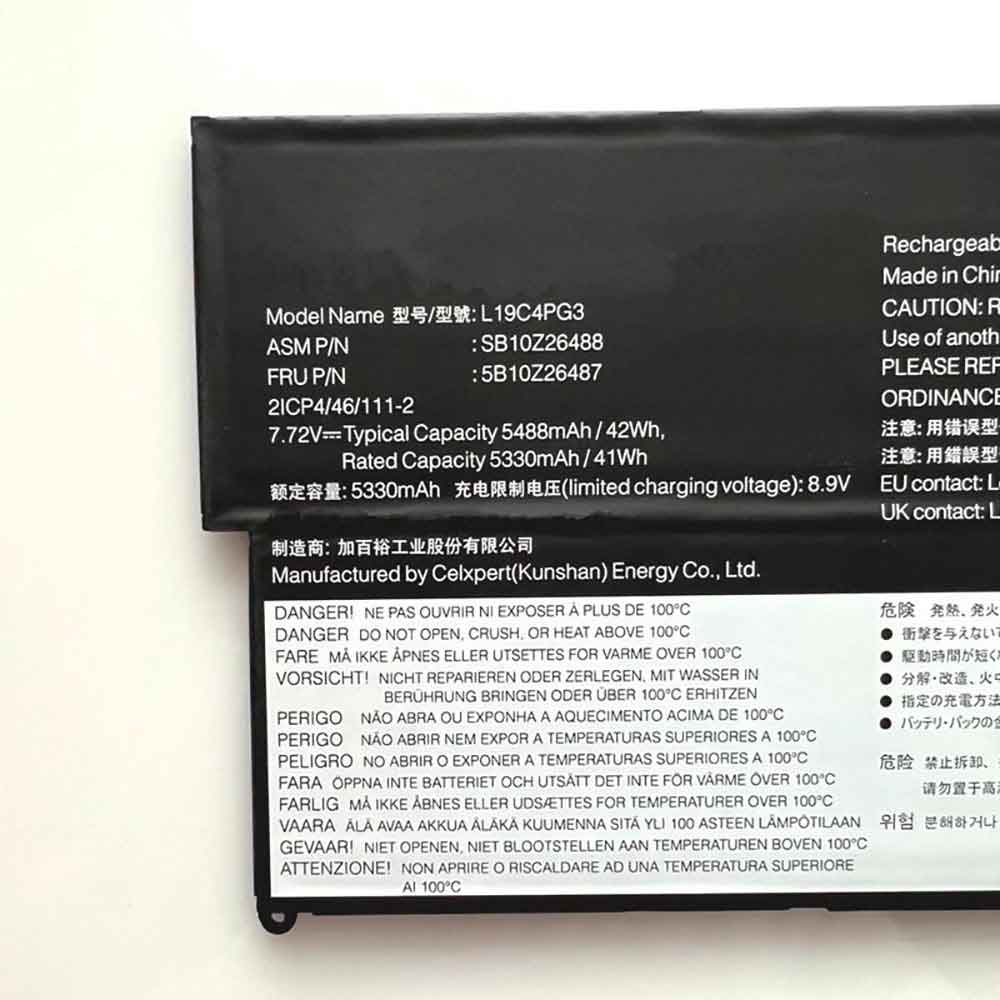 Model Name 型号/型號: L19C4PG3
ASM P/N :SB10Z26488
FRU P/N :5B10Z26487
2ICP4/46/111-2
7.72V⎓Typical Capacity 5488mAh / 42Wh,
Rated Capacity 5330mAh / 41Wh
额定容量: 5330mAh 充电限制电压(limited charging voltage): 8.9V
制造商: 加百裕工业股份有限公司
Manufactured by Celxpert(Kunshan) Energy Co., Ltd.
Rechargeab
Made in Chin
CAUTION: R
Use of anoth
PLEASE REF
ORDINANCE
注意: 用错误型
注意: 用錯誤型
EU contact: L
UK contact: L
DANGER! NE PAS OUVRIR NI EXPOSER À PLUS DE 100°C
DANGER DO NOT OPEN, CRUSH, OR HEAT ABOVE 100°C
FARE MÅ IKKE ÅPNES ELLER UTSETTES FOR VARME OVER 100°C
VORSICHT! NICHT REPARIEREN ODER ZERLEGEN, MIT WASSER IN
BERÜHRUNG BRINGEN ODER ÜBER 100°C ERHITZEN
PERIGO NÃO ABRA OU EXPONHA A AQUECIMENTO ACIMA DE 100°C
PERIGO NÃO ABRIR NEM EXPOR A TEMPERATURAS SUPERIORES A 100°C
PELIGRO NO ABRIR O EXPONER A TEMPERATURAS SUPERIORES A 100°C
FARA ÖPPNA INTE BATTERIET OCH UTSÄTT DET INTE FÖR VÄRME ÖVER 100°C
FARLIG MÅ IKKE ÅBNES ELLER UDSÆTTES FOR TEMPERATURER OVER 100°C
VAARA ÄLÄ AVAA AKKUA ÄLÄKÄ KUUMENNA SITÄ YLI 100 ASTEEN LÄMPÖTILAAN
GEVAAR! NIET OPENEN, NIET BLOOTSTELLEN AAN TEMPERATUREN BOVEN 100°C
ATTENZIONE! NON APRIRE O RISCALDARE AD UNA TEMPERATURA SUPERIORE
AI 100°C
危険 発熱、発火
● 衝撃を与えない
● 駆動時間が短く
● 分解・改造、火中
● 指定の充電方法
● バッテリ・パックの
危险 禁止拆卸、
请勿置于高
위험 분해하거나